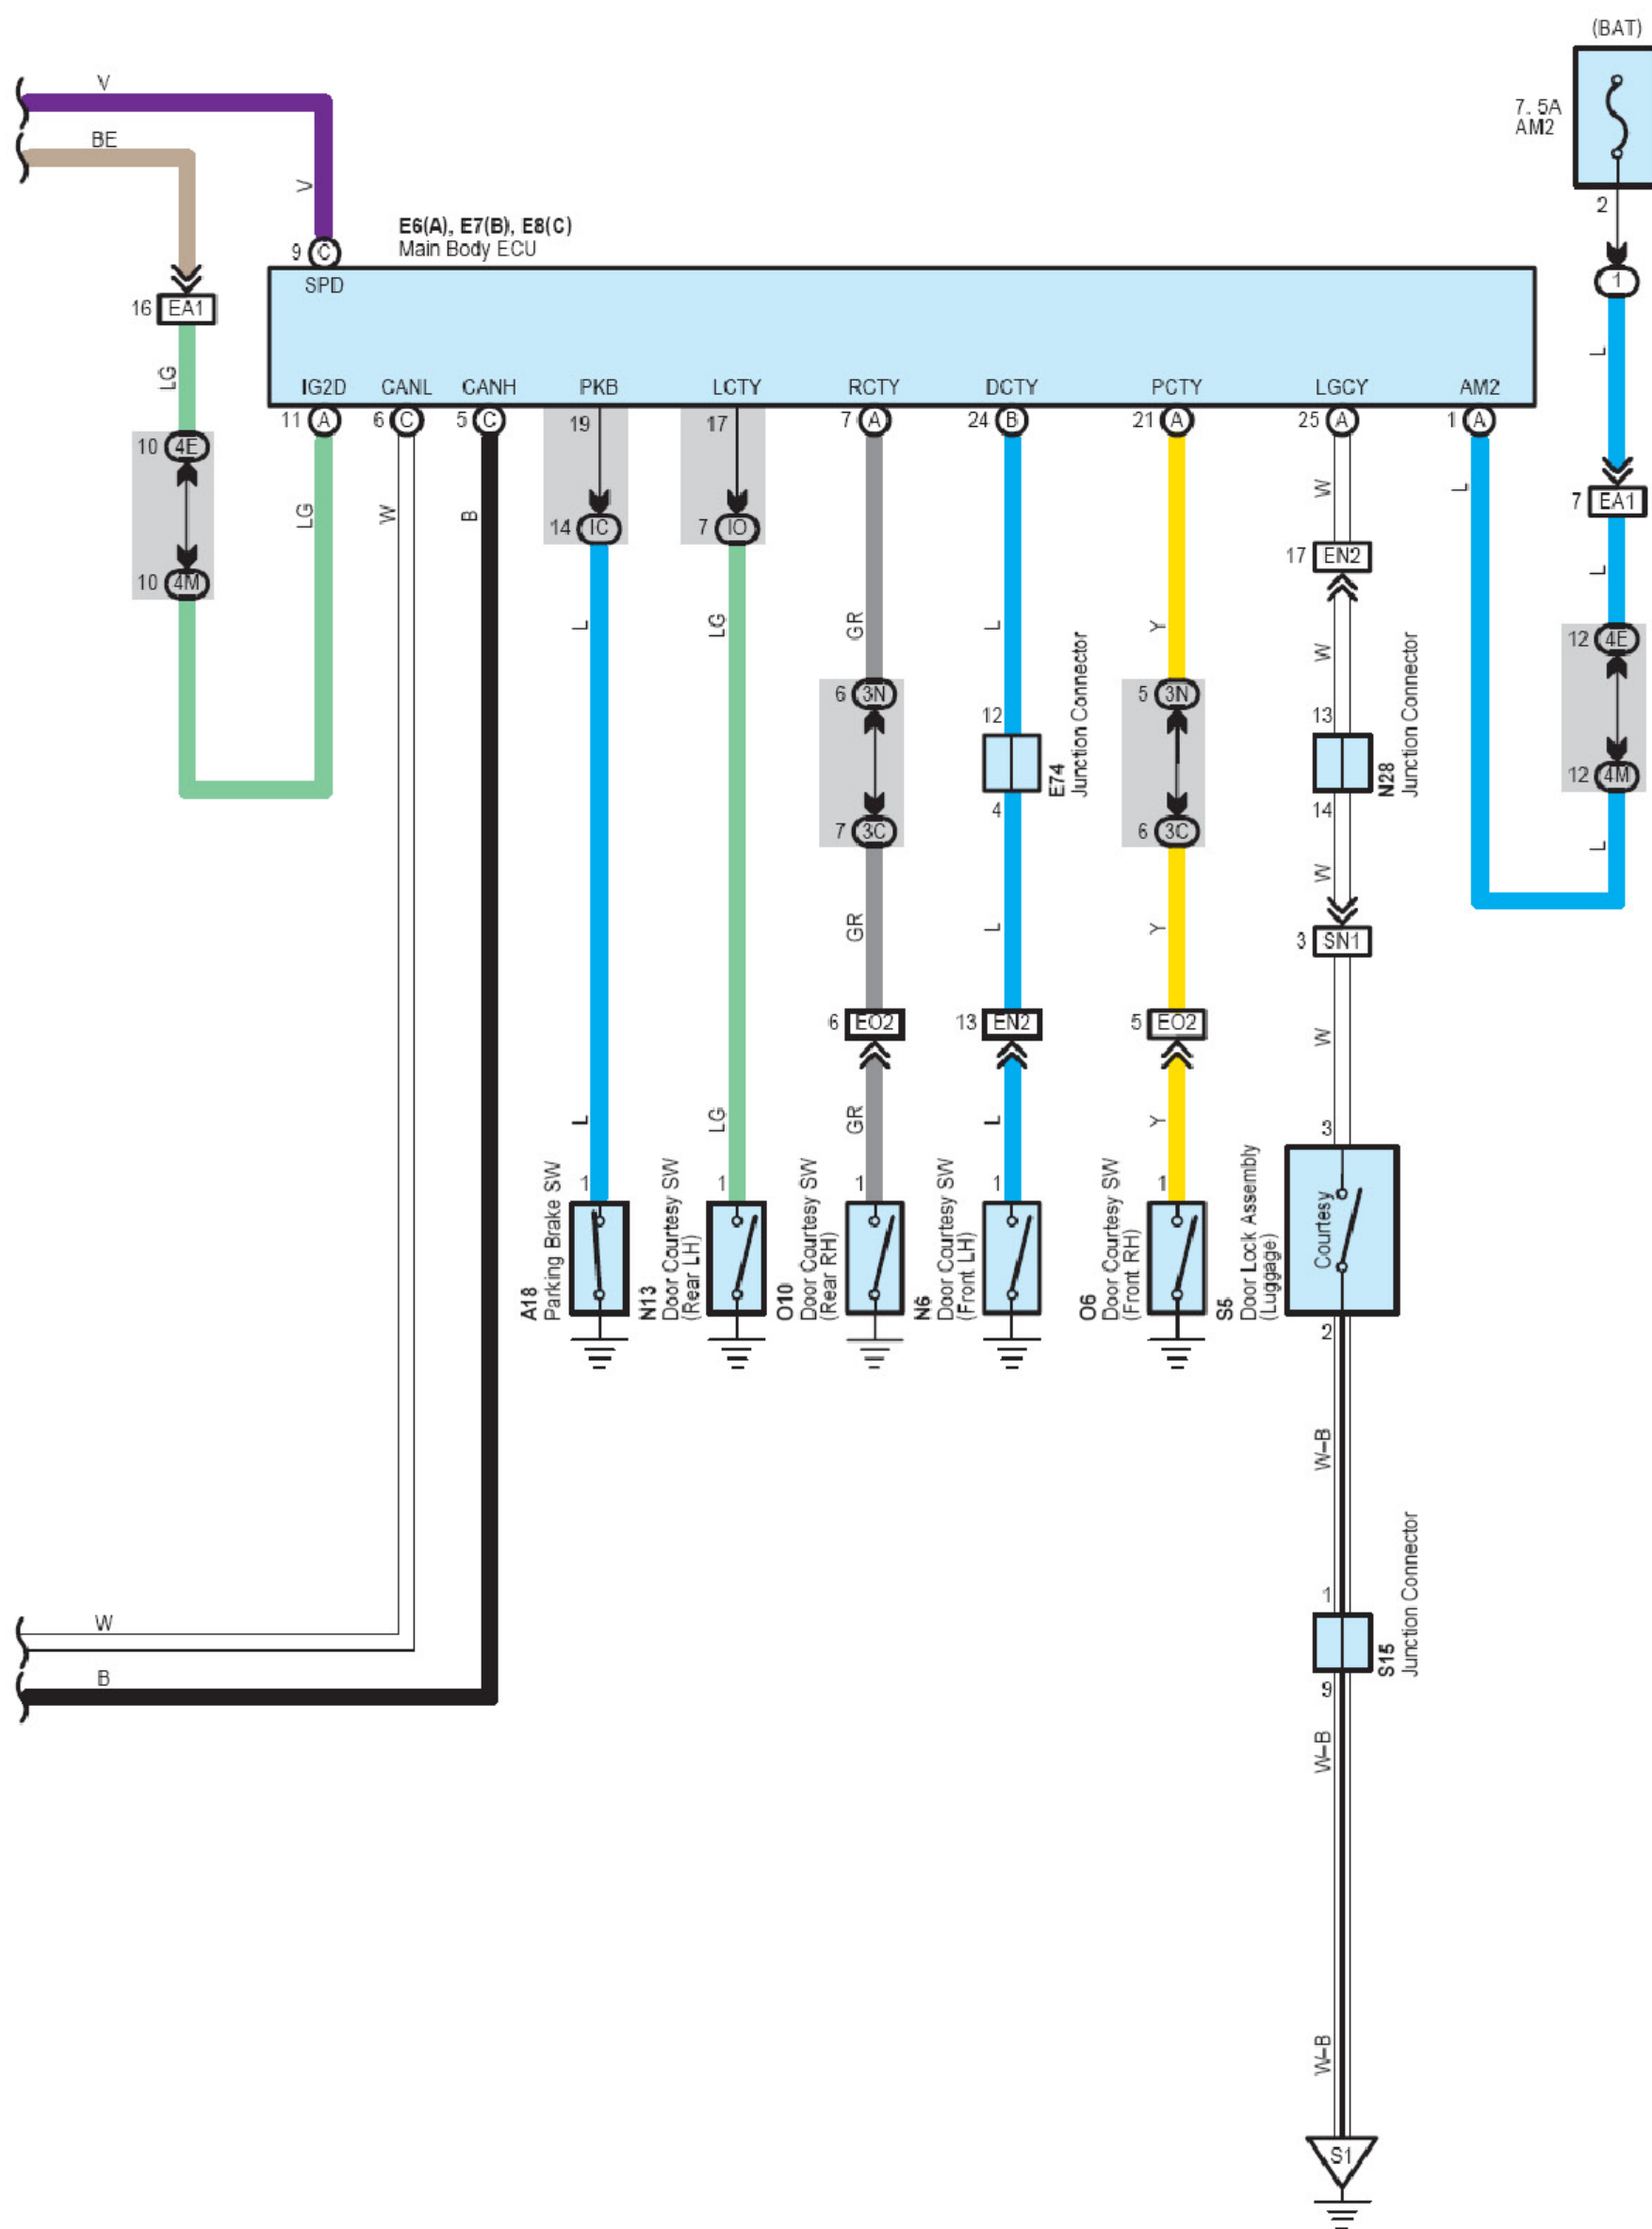 (BAT)
7. 5A
AM2
2
1
V
BE
V
E6(A), E7(B), E8(C)
Main Body ECU
9 C
SPD
16 EA1
LG
IG2D CANL CANH PKB LCTY RCTY DCTY PCTY LGCY AM2
11 A 6 C 5 C 19 17 7 A 24 B 21 A 25 A 1 A
L
10 4E
LG
W
B
W
L
7 EA1
14 IC
7 IO
17 EN2
L
10 4M
L
LG
GR
L
Y
W
12 4E
6 3N
5 3N
12
E74
Junction Connector
4
13
N28
Junction Connector
14
12 4M
7 3C
6 3C
L
W
GR
L
Y
3 SN1
6 EO2
13 EN2
5 EO2
W
L
LG
GR
L
Y
3
1
1
1
1
1
A18
Parking Brake SW
N13
Door Courtesy SW
(Rear LH)
O10
Door Courtesy SW
(Rear RH)
N6
Door Courtesy SW
(Front LH)
O6
Door Courtesy SW
(Front RH)
S5
Door Lock Assembly
(Luggage)
Courtesy
2
W–B
1
S15
Junction Connector
9
W
B
W–B
W–B
S1